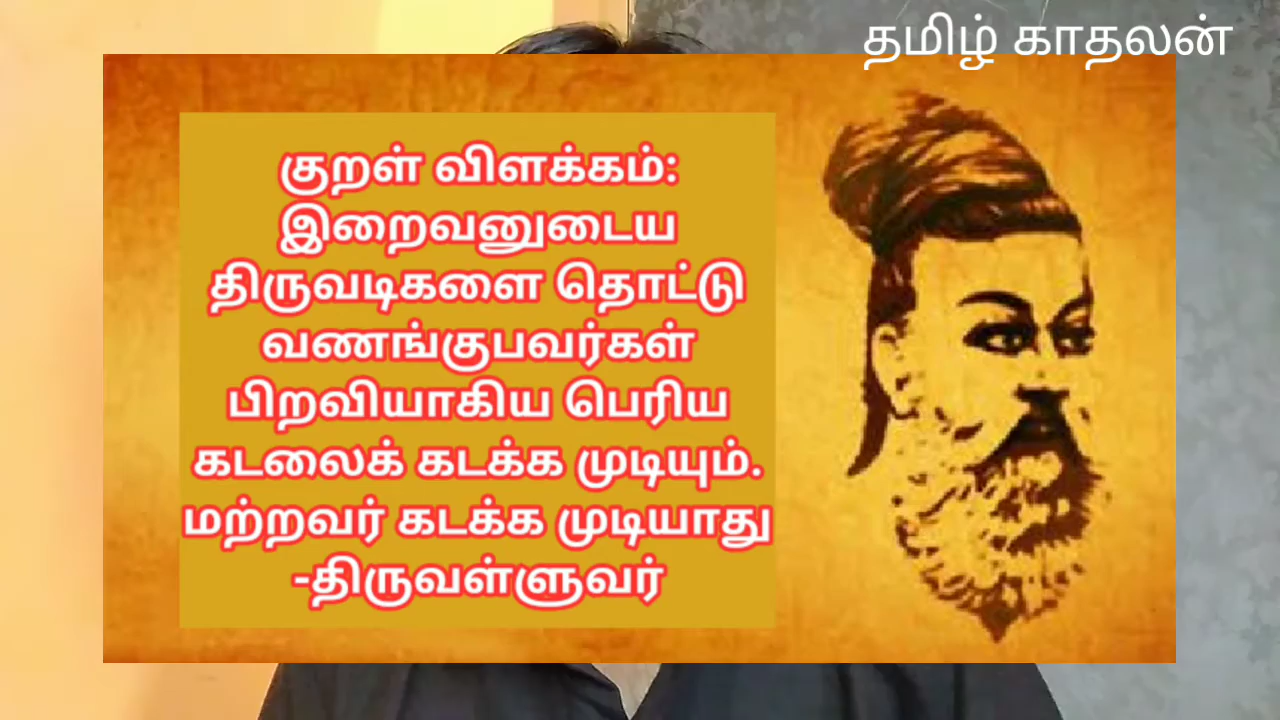 தமிழ் காதலன்
குறள் விளக்கம்:
இறைவனுடைய
திருவடிகளை தொட்டு
வணங்குபவர்கள்
பிறவியாகிய பெரிய
கடலைக் கடக்க முடியும்.
மற்றவர் கடக்க முடியாது
-திருவள்ளுவர்